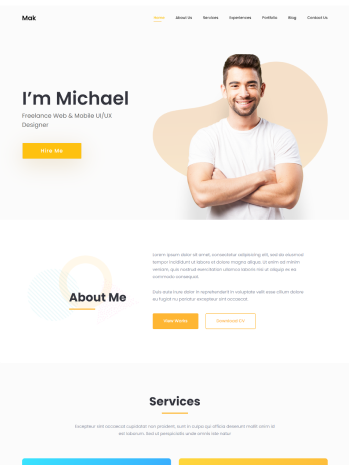 Mak
Home About Us Services Experiences Portfolio Blog Contact Us
I'm Michael
Freelance Web & Mobile UI/UX
Designer
Hire Me
About Me
Lorem ipsum dolor sit amet, consectetur adipisicing elit, sed do eiusmod
tempor incididunt ut labore et dolore magna aliqua. Ut enim ad minim
veniam, quis nostrud exercitation ullamco laboris nisi ut aliquip ex ea
commodo consequat.
Duis aute irure dolor in reprehenderit in voluptate velit esse cillum dolore
eu fugiat nu pariatur excepteur sint occaecat.
View Works
Download CV
Services
Excepteur sint occaecat cupidatat non proident, sunt in culpa qui officia deserunt mollit anim id
est laborum. Sed ut perspiciatis unde omnis iste natur